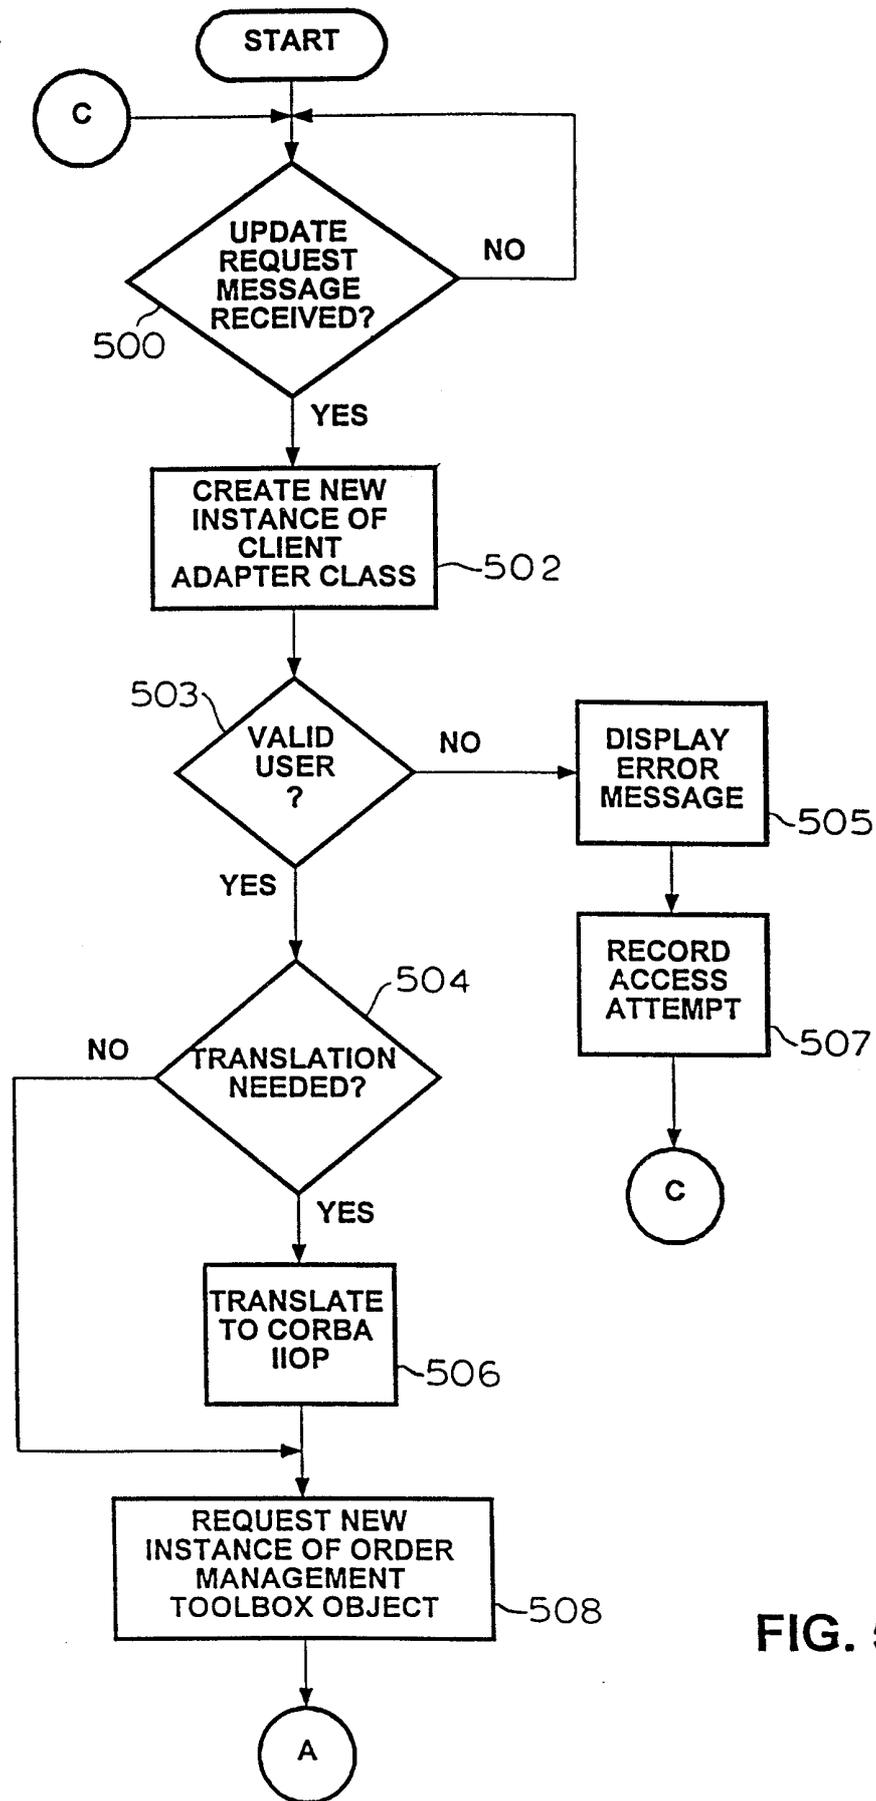 START
C
UPDATE
REQUEST
MESSAGE
RECEIVED?
NO
500
YES
CREATE NEW
INSTANCE OF
CLIENT
ADAPTER CLASS
502
503
VALID
USER
?
NO
DISPLAY
ERROR
MESSAGE
505
YES
RECORD
ACCESS
ATTEMPT
507
504
NO
TRANSLATION
NEEDED?
C
YES
TRANSLATE
TO CORBA
IIOP
506
REQUEST NEW
INSTANCE OF ORDER
MANAGEMENT
TOOLBOX OBJECT
508
FIG.
A